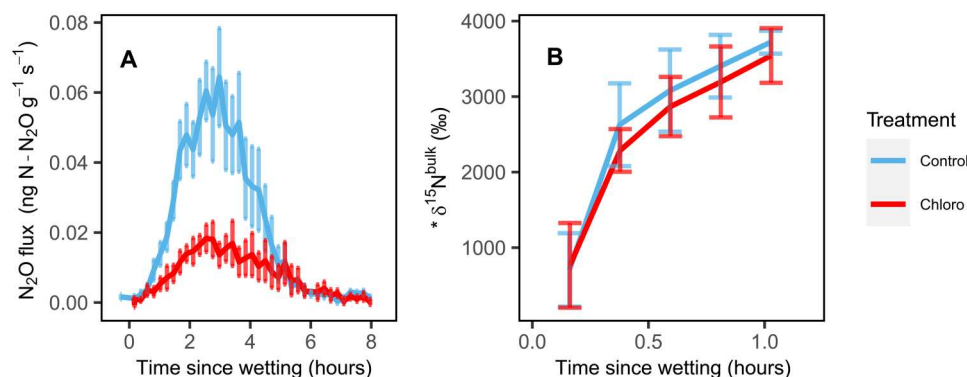 A
N₂O flux (ng N - N₂O g⁻¹ s⁻¹)
0.08
0.06
0.04
0.02
0.00
0 2 4 6 8
Time since wetting (hours)
B
* δ¹⁵Nᵇᵘˡᵏ (‰)
4000
3000
2000
1000
0.0 0.5 1.0
Time since wetting (hours)
Treatment
Control
Chloro